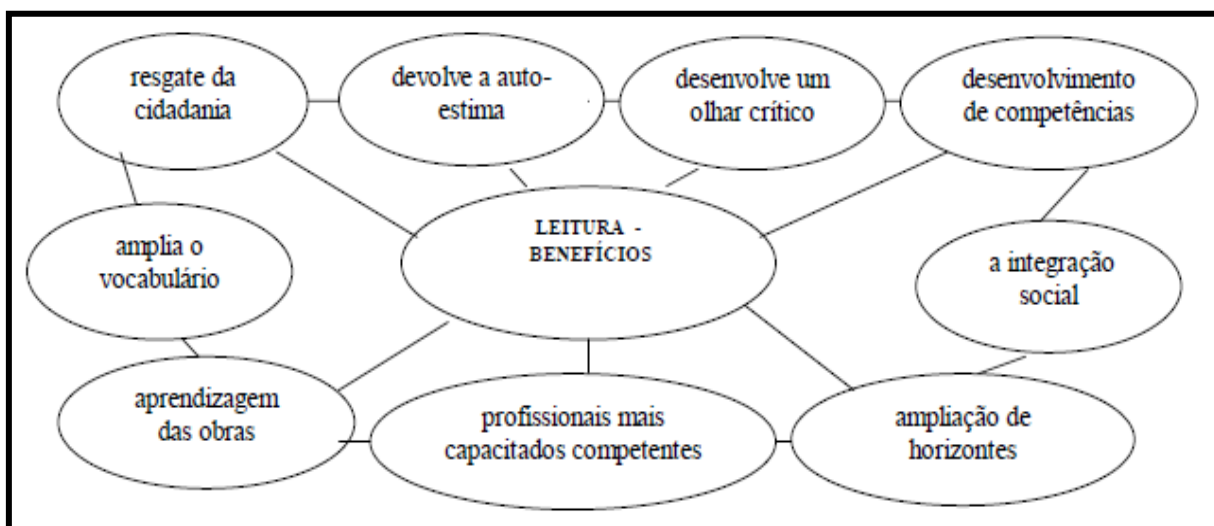 resgate da
cidadania
devolve a auto-
estima
desenvolve um
olhar crítico
desenvolvimento
de competências
LEITURA -
BENEFÍCIOS
amplia o
vocabulário
a integração
social
aprendizagem
das obras
profissionais mais
capacitados competentes
ampliação de
horizontes